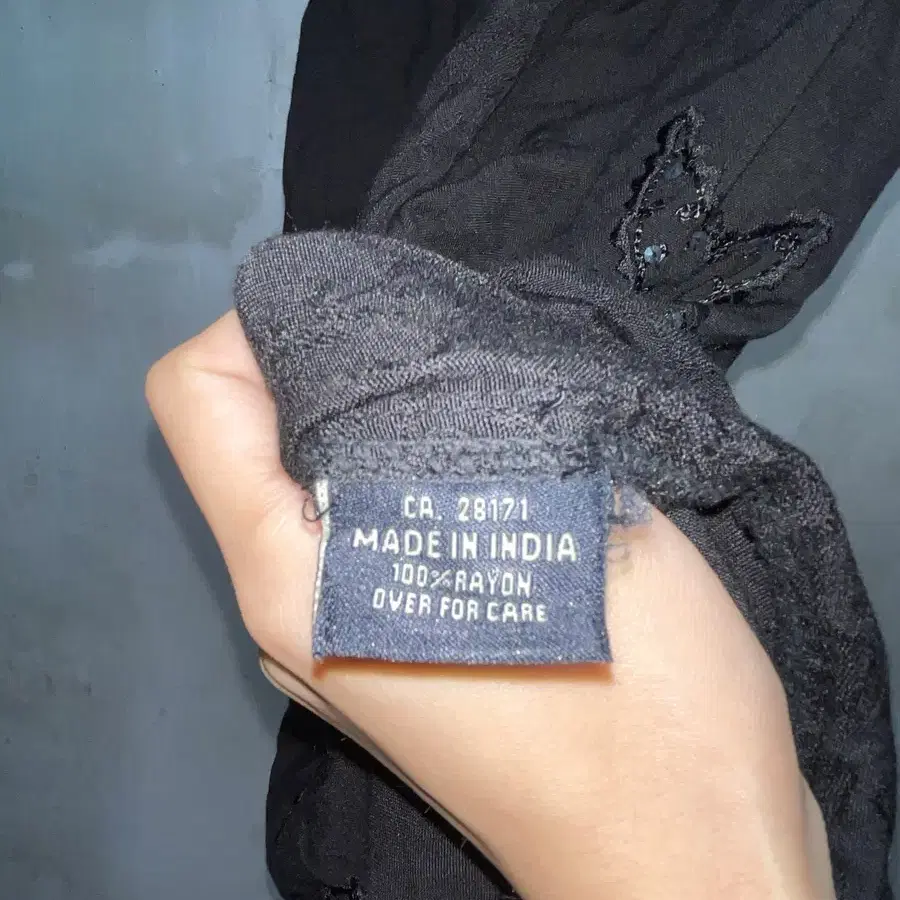 CA. 28171
MADE IN INDIA
100% RAYON
OVER FOR CARE